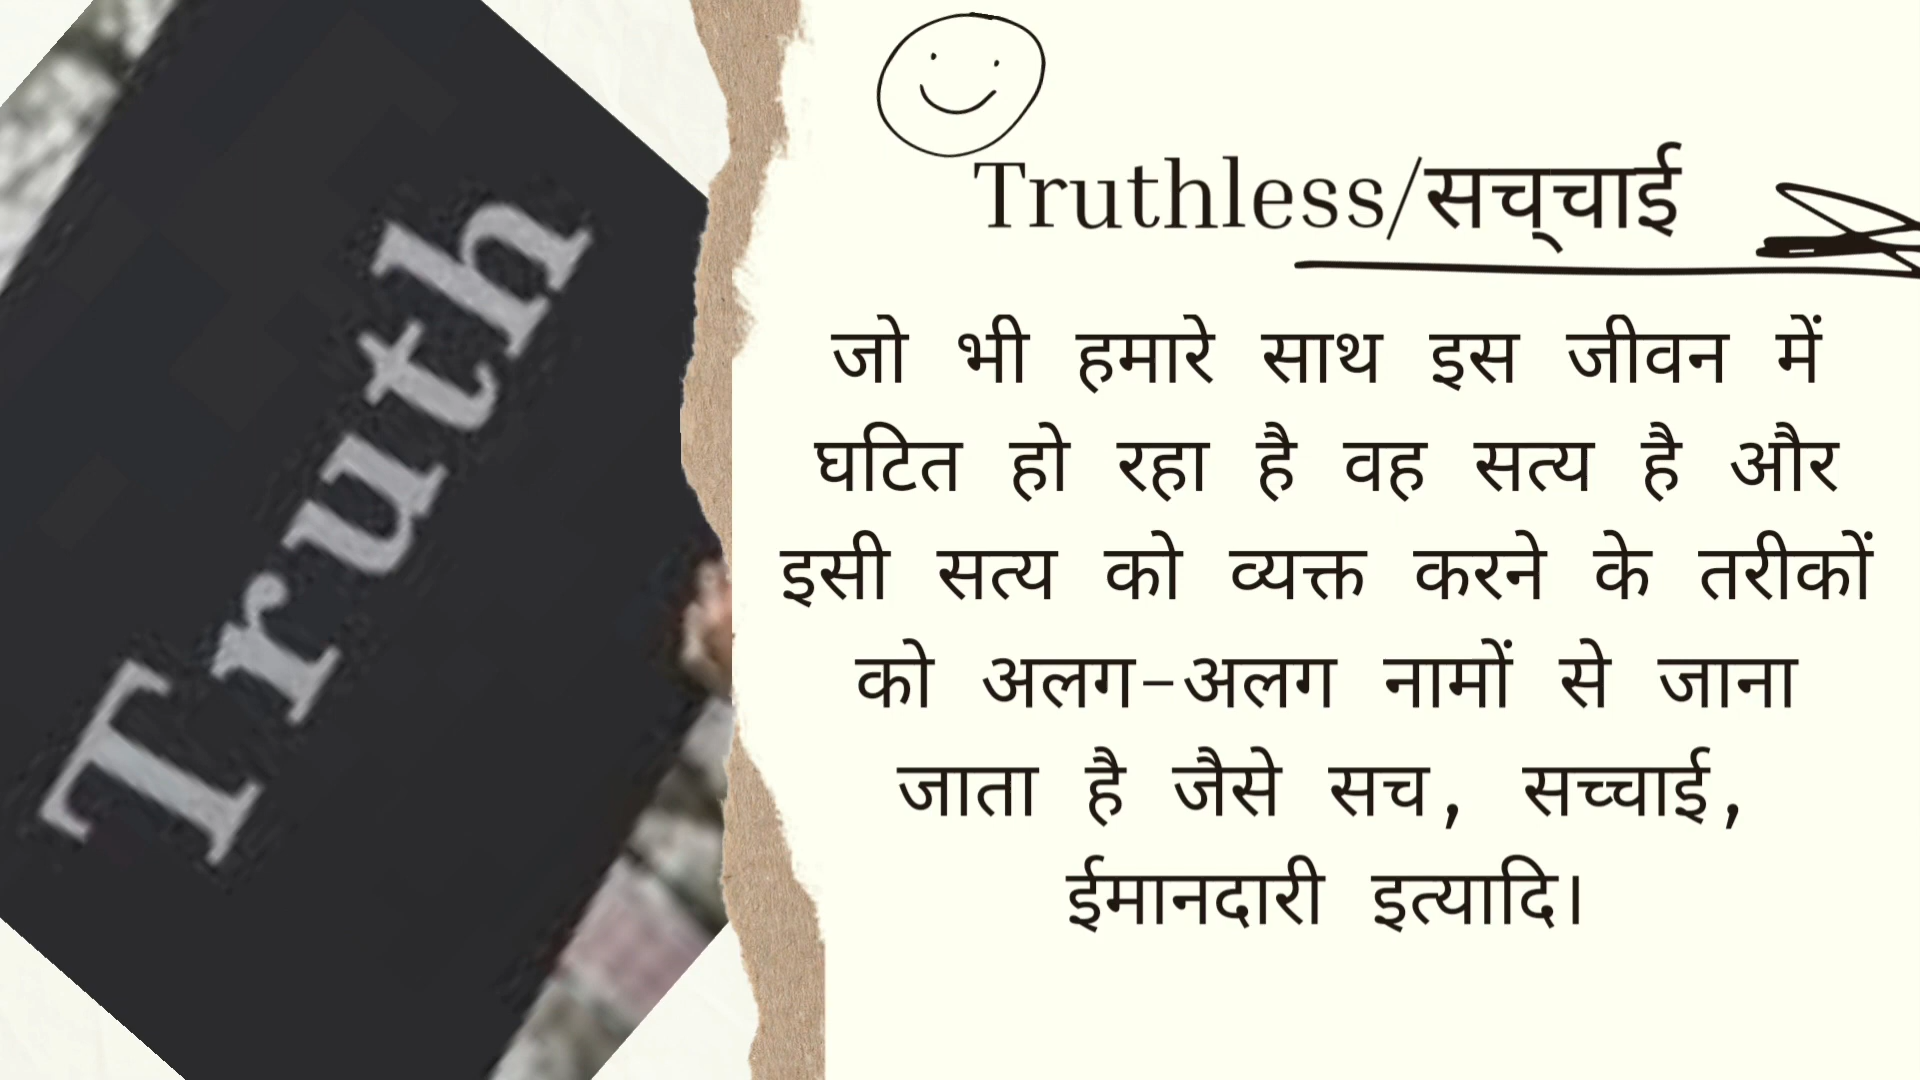 Truth
Truthless/सच्चाई
जो भी हमारे साथ इस जीवन में
घटित हो रहा है वह सत्य है और
इसी सत्य को व्यक्त करने के तरीकों
को अलग-अलग नामों से जाना
जाता है जैसे सच, सच्चाई,
ईमानदारी इत्यादि।